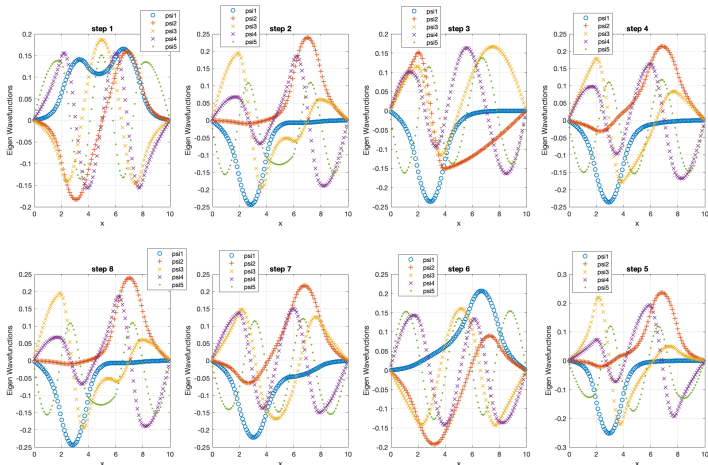 step 1
psi1
psi2
psi3
psi4
psi5
Eigen Wavefunctions
0.2
0.15
0.1
0.05
0
-0.05
-0.1
-0.15
-0.2
0 2 4 6 8 10
x
step 2
psi1
psi2
psi3
psi4
psi5
Eigen Wavefunctions
0.25
0.2
0.15
0.1
0.05
0
-0.05
-0.1
-0.15
-0.2
-0.25
0 2 4 6 8 10
x
step 3
psi1
psi2
psi3
psi4
psi5
Eigen Wavefunctions
0.2
0.15
0.1
0.05
0
-0.05
-0.1
-0.15
-0.2
-0.25
0 2 4 6 8 10
x
step 4
psi1
psi2
psi3
psi4
psi5
Eigen Wavefunctions
0.25
0.2
0.15
0.1
0.05
0
-0.05
-0.1
-0.15
-0.2
-0.25
0 2 4 6 8 10
x
step 8
psi1
psi2
psi3
psi4
psi5
Eigen Wavefunctions
0.25
0.2
0.15
0.1
0.05
0
-0.05
-0.1
-0.15
-0.2
-0.25
0 2 4 6 8 10
x
step 7
psi1
psi2
psi3
psi4
psi5
Eigen Wavefunctions
0.25
0.2
0.15
0.1
0.05
0
-0.05
-0.1
-0.15
-0.2
-0.25
0 2 4 6 8 10
x
step 6
psi1
psi2
psi3
psi4
psi5
Eigen Wavefunctions
0.25
0.2
0.15
0.1
0.05
0
-0.05
-0.1
-0.15
-0.2
0 2 4 6 8 10
x
step 5
psi1
psi2
psi3
psi4
psi5
Eigen Wavefunctions
0.3
0.2
0.1
0
-0.1
-0.2
-0.3
0 2 4 6 8 10
x